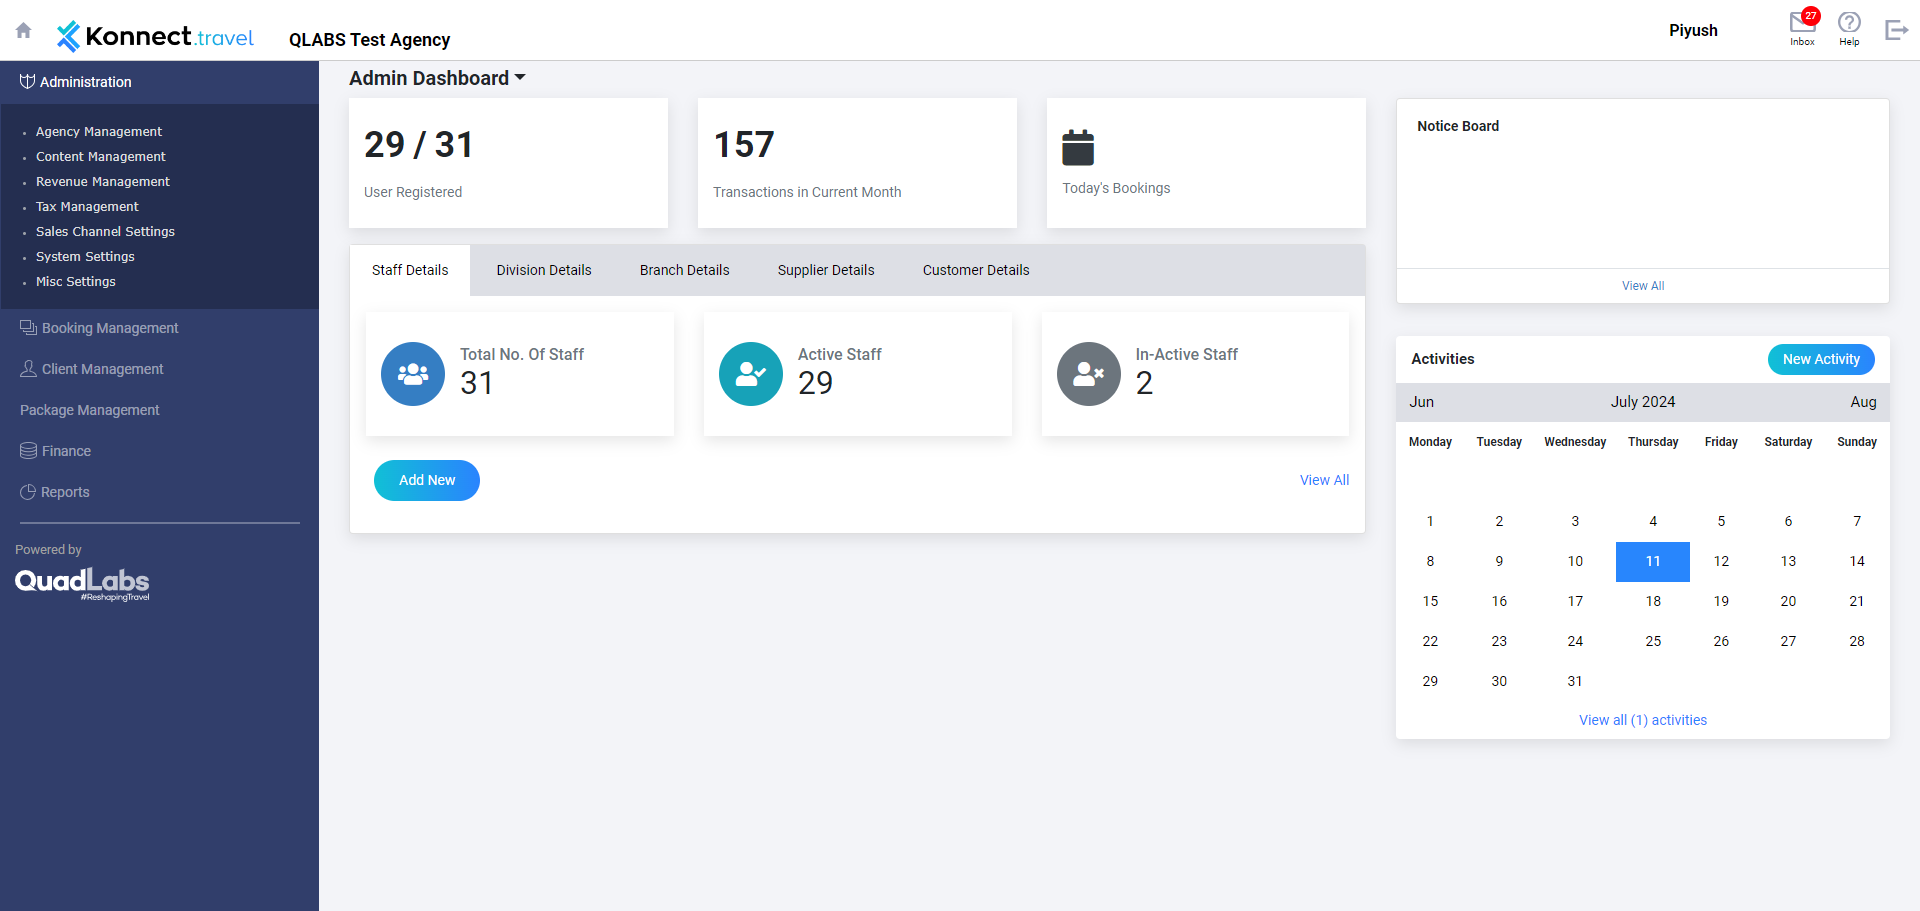 Konnect.travel
QLABS Test Agency
Piyush
27
Inbox
Help
Administration
Agency Management
Content Management
Revenue Management
Tax Management
Sales Channel Settings
System Settings
Misc Settings
Booking Management
Client Management
Package Management
Finance
Reports
Powered by
QuadLabs
#ReshapingTravel
Admin Dashboard
29 / 31
User Registered
157
Transactions in Current Month
Today's Bookings
Staff Details Division Details Branch Details Supplier Details Customer Details
Total No. Of Staff
31
Active Staff
29
In-Active Staff
2
Add New
View All
Notice Board
View All
Activities
New Activity
Jun July 2024 Aug
Monday Tuesday Wednesday Thursday Friday Saturday Sunday
1 2 3 4 5 6 7
8 9 10 11 12 13 14
15 16 17 18 19 20 21
22 23 24 25 26 27 28
29 30 31
View all (1) activities